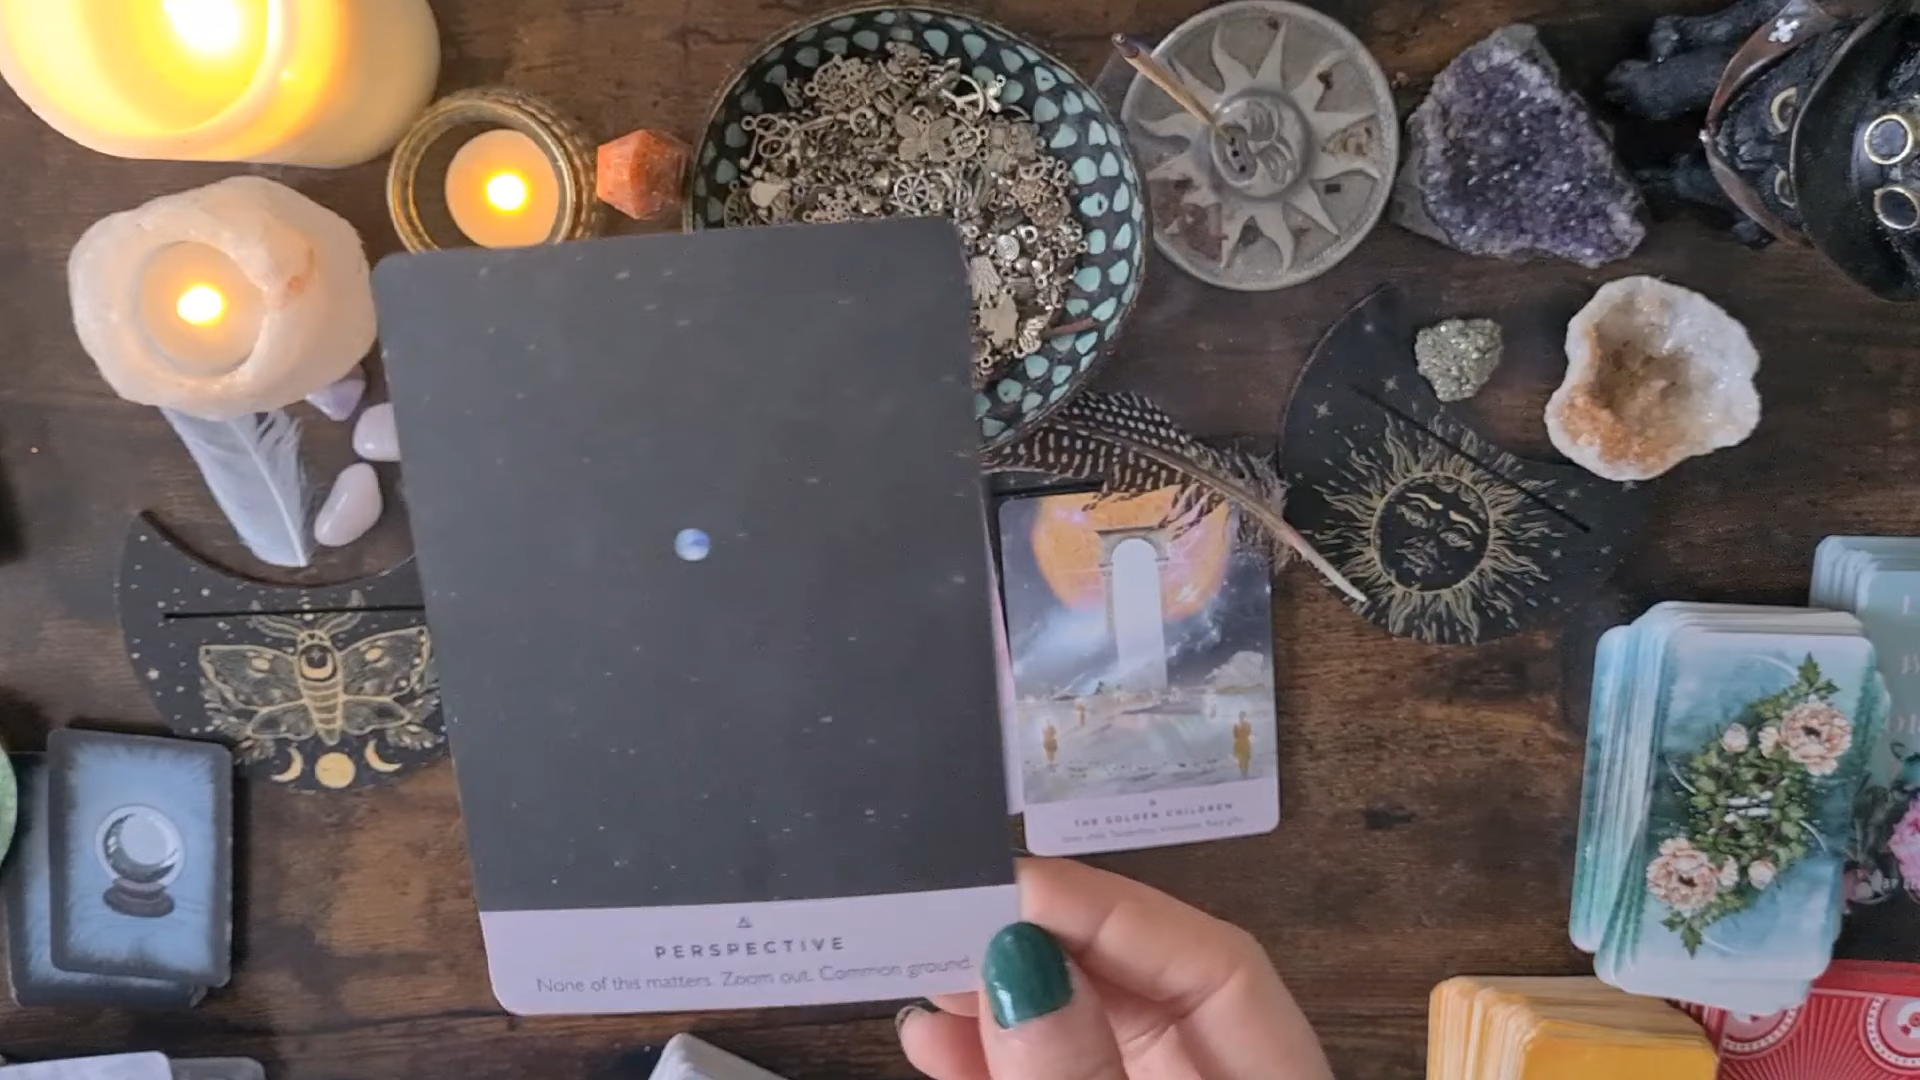 PERSPECTIVE
None of this matters. Zoom out. Common ground.
THE GOLDEN CHILDREN